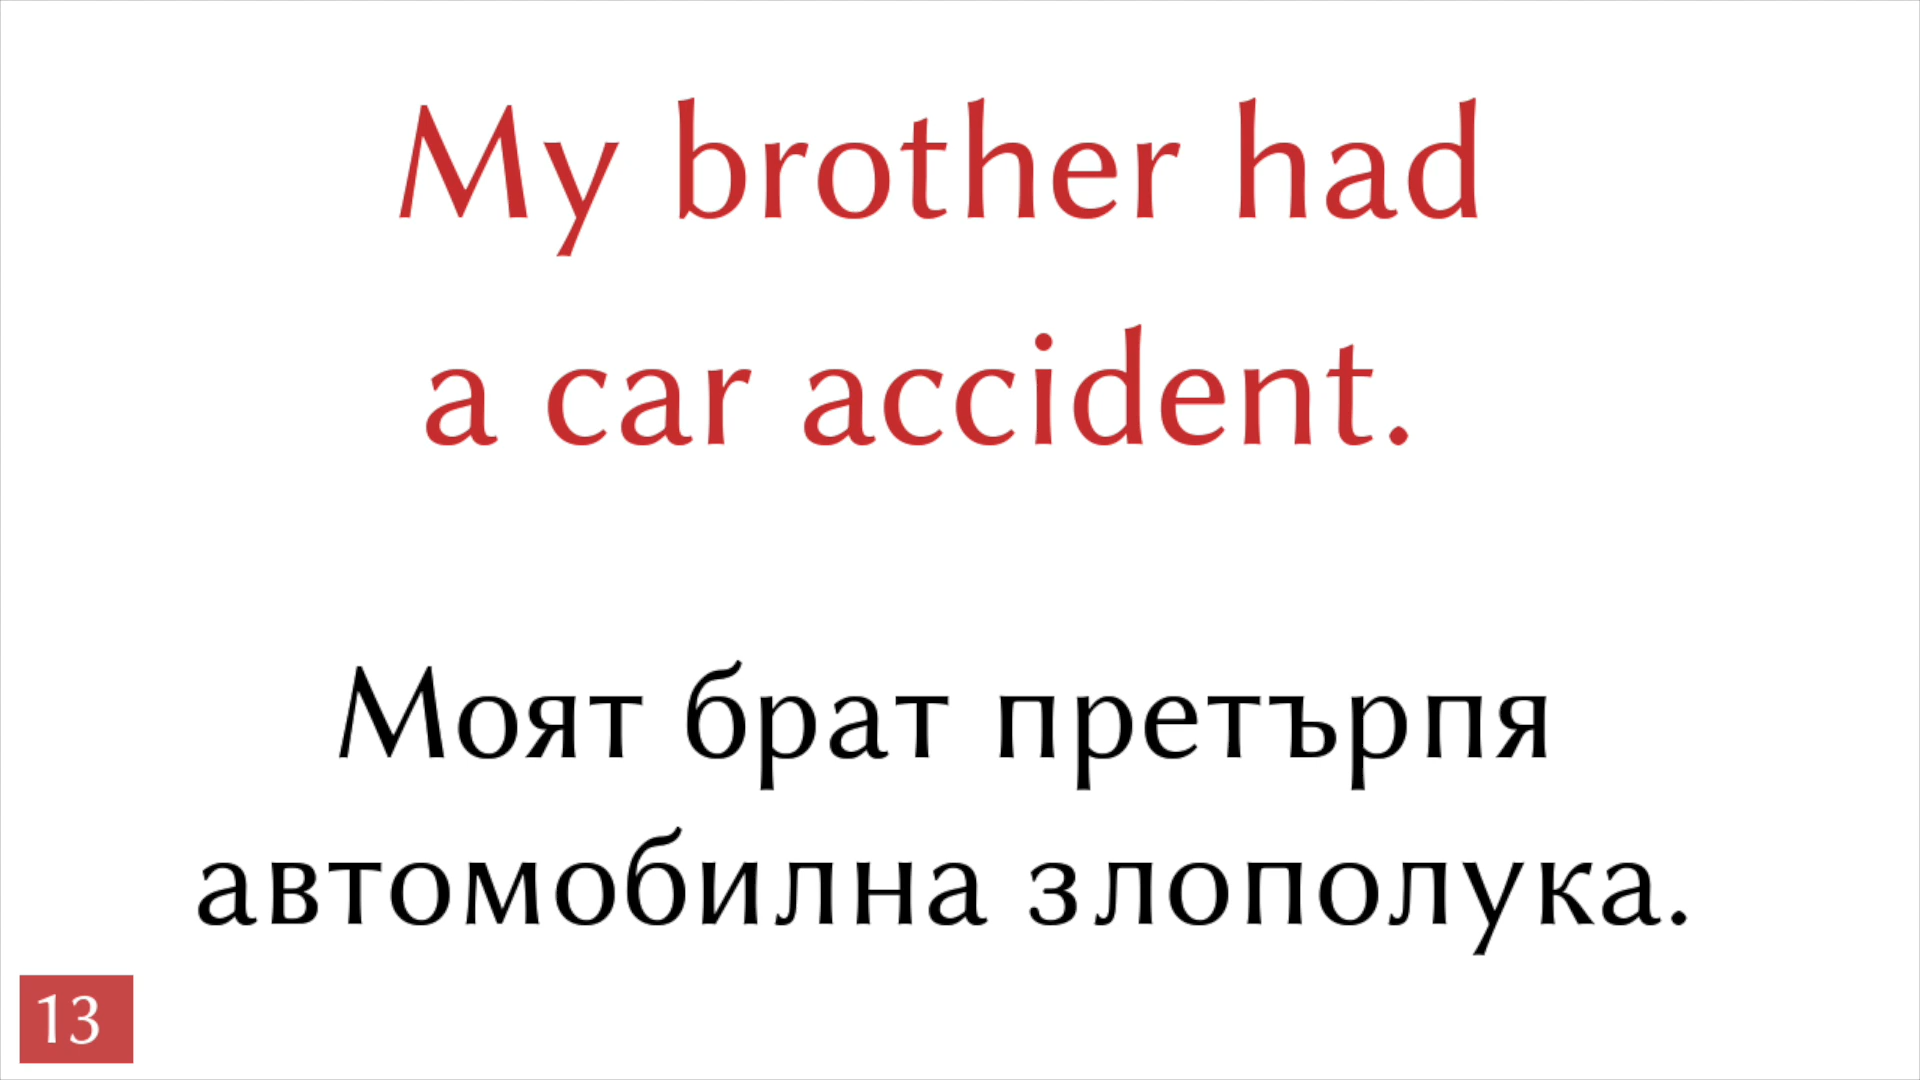 My brother had
a car accident.
Моят брат претърпя
автомобилна злополука.
13